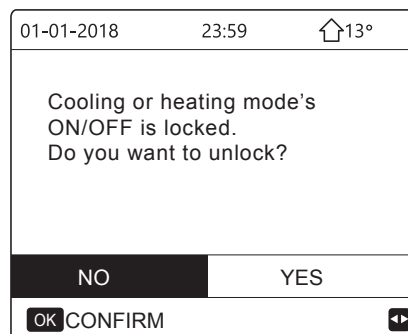 01-01-2018 23:59 13°
Cooling or heating mode's
ON/OFF is locked.
Do you want to unlock?
NO YES
OK CONFIRM